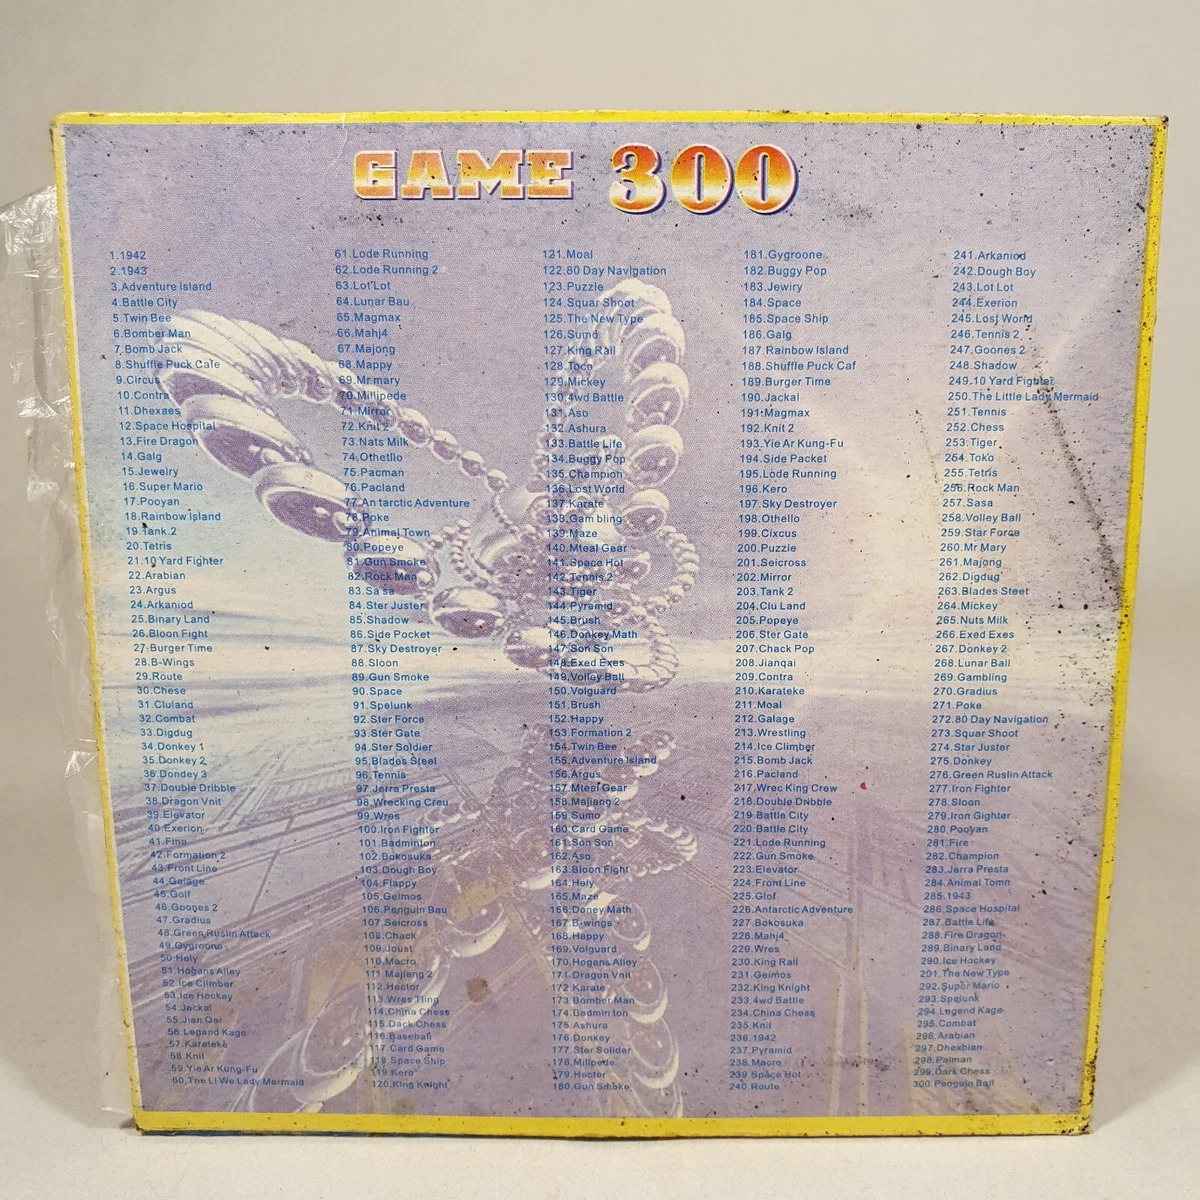 GAME 300
1.1942
2.1943
3.Adventure Island
4.Battle City
5.Twin Bee
6.Bomber Man
7.Bomb Jack
8.Shuffle Puck Cafe
9.Circus
10.Contra
11.Dhexaes
12.Space Hospital
13.Fire Dragon
14.Galg
15.Jewelry
16.Super Mario
17.Pooyan
18.Rainbow Island
19.Tank.2
20.Tetris
21.10 Yard Fighter
22.Arabian
23.Argus
24.Arkaniod
25.Binary Land
26.Bloon Fight
27.Burger Time
28.B-Wings
29.Route
30.Chese
31.Cluland
32.Combat
33.Digdug
34.Donkey 1
35.Donkey 2
36.Dondey 3
37.Double Dribble
38.Dragon Vnit
39.Elevator
40.Exerion
41.Fine
42.Formation 2
43.Front Line
44.Galage
45.Golf
46.Goones 2
47.Gradius
48.Green Ruslin Attack
49.Gygroone
50.Hely
51.Hogans Alley
52.Ice Climber
53.Ice Hockey
54.Jackal
55.Jian Qai
56.Legand Kage
57.Karateke
58.Knil
59.Yie Ar Kung-Fu
60.Tne Ll We Lady Mermaid
61.Lode Running
62.Lode Running 2
63.Lot'Lot
64.Lunar Bau
65.Magmax
66.Mahj4
67.Majong
68.Mappy
69.Mr mary
70.Millipede
71.Mirror
72.Knit 2
73.Nats Milk
74.Othetllo
75.Pacman
76.Pacland
77.An tarctic Adventure
78.Poke
79.Animal Town
80.Popeye
81.Gun Smoke
82.Rock Man
83.Sa sa
84.Ster Juster
85.Shadow
86.Side Pocket
87.Sky Destroyer
88.Sloon
89.Gun Smoke
90.Space
91.Spelunk
92.Ster Force
93.Ster Gate
94.Ster Soldier
95.Blades Steel
96.Tennis
97.Jerra Presta
98.Wrecking Creu
99.Wres
100.Iron Fighter
101.Badminton
102.Bokosuka
103.Dough Boy
104.Flappy
105.Geimos
106.Penguin Bau
107.Seicross
108.Chack
109.Joust
110.Macro
111.Majiang 2
112.Hector
113.Wres Tling
114.China Chess
115.Dack Chess
116.Baseball
117.Card Game
118.Space Ship
119.Kero
120.King Knight
121.Moal
122.80 Day Navigation
123.Puzzle
124.Squar Shoot
125.The New Type
126.Sumo
127.King Rail
128.Toco
129.Mickey
130.4wd Battle
131.Aso
132.Ashura
133.Battle Life
134.Buggy Pop
135.Champion
136.Lost World
137.Karate
138.Gam bling
139.Maze
140.Mteal Gear
141.Space Hot
142.Tennis 2
143.Tiger
144.Pyramid
145.Brush
146.Donkey Math
147.Son Son
148.Exed Exes
149.Volley Ball
150.Volguard
151.Brush
152.Happy
153.Formation 2
154.Twin Bee
155.Adventure Island
156.Argus
157.Mteal Gear
158.Majiang 2
159.Sumo
160.Card Game
161.Son Son
162.Aso
163.Bloon Fight
164.Hely
165.Maze
166.Doney Math
167.B-wings
168.Happy
169.Volguard
170.Hogans Alley
171.Dragon Vnit
172.Karate
173.Bomber Man
174.Badmin ton
175.Ashura
176.Donkey
177.Ster Solider
178.Millpede
179.Hecter
180.Gun Smoke
181.Gygroone
182.Buggy Pop
183.Jewiry
184.Space
185.Space Ship
186.Galg
187.Rainbow Island
188.Shuffle Puck Caf
189.Burger Time
190.Jackal
191.Magmax
192.Knit 2
193.Yie Ar Kung-Fu
194.Side Packet
195.Lode Running
196.Kero
197.Sky Destroyer
198.Othello
199.Cixcus
200.Puzzle
201.Seicross
202.Mirror
203.Tank 2
204.Clu Land
205.Popeye
206.Ster Gate
207.Chack Pop
208.Jianqai
209.Contra
210.Karateke
211.Moal
212.Galage
213.Wrestling
214.Ice Climber
215.Bomb Jack
216.Pacland
217.Wrec King Crew
218.Double Dribble
219.Battle City
220.Battle City
221.Lode Running
222.Gun Smoke
223.Elevator
224.Front Line
225.Glof
226.Antarctic Adventure
227.Bokosuka
228.Mahj4
229.Wres
230.King Rail
231.Geimos
232.King Knight
233.4wd Battle
234.China Chess
235.Knit
236.1942
237.Pyramid
238.Macro
239.Space Hot
240.Route
241.Arkaniod
242.Dough Boy
243.Lot Lot
244.Exerion
245.Lost World
246.Tennis 2
247.Goones 2
248.Shadow
249.10 Yard Fighter
250.The Little Lady Mermaid
251.Tennis
252.Chess
253.Tiger
254.Toko
255.Tetris
256.Rock Man
257.Sasa
258.Volley Ball
259.Star Force
260.Mr Mary
261.Majong
262.Digdug
263.Blades Steet
264.Mickey
265.Nuts Milk
266.Exed Exes
267.Donkey 2
268.Lunar Ball
269.Gambling
270.Gradius
271.Poke
272.80 Day Navigation
273.Squar Shoot
274.Star Juster
275.Donkey
276.Green Ruslin Attack
277.Iron Fighter
278.Sloon
279.Iron Gighter
280.Pooyan
281.Fire
282.Champion
283.Jerra Presta
284.Animal Tomn
285.1943
286.Space Hospital
287.Battle Life
288.Fire Dragon
289.Binary Land
290.Ice Hockey
291.The New Type
292.Super Mario
293.Spelunk
294.Legend Kage
295.Combat
296.Arabian
297.Dhexbian
298.Palman
299.Dark Chess
300.Penguin Ball